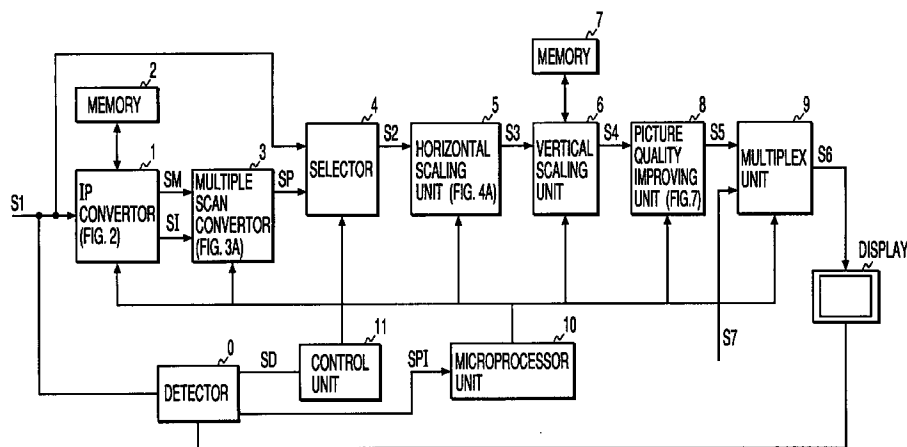 7
MEMORY
2
MEMORY
4
SELECTOR
S2
5
HORIZONTAL
SCALING
UNIT (FIG. 4A)
S3
6
VERTICAL
SCALING
UNIT
S4
8
PICTURE
QUALITY
IMPROVING
UNIT (FIG.7)
S5
9
MULTIPLEX
UNIT
S6
S1
1
IP
CONVERTOR
(FIG. 2)
SM
SI
3
MULTIPLE
SCAN
CONVERTOR
(FIG. 3A)
SP
DISPLAY
S7
0
DETECTOR
SD
11
CONTROL
UNIT
SPI
10
MICROPROCESSOR
UNIT